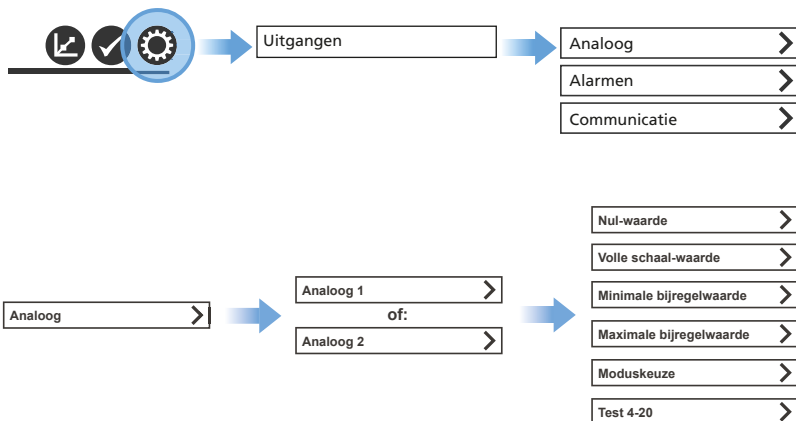 Uitgangen
Analoog
Alarmen
Communicatie
Analoog
Analoog 1
of:
Analoog 2
Nul-waarde
Volle schaal-waarde
Minimale bijregelwaarde
Maximale bijregelwaarde
Moduskeuze
Test 4-20